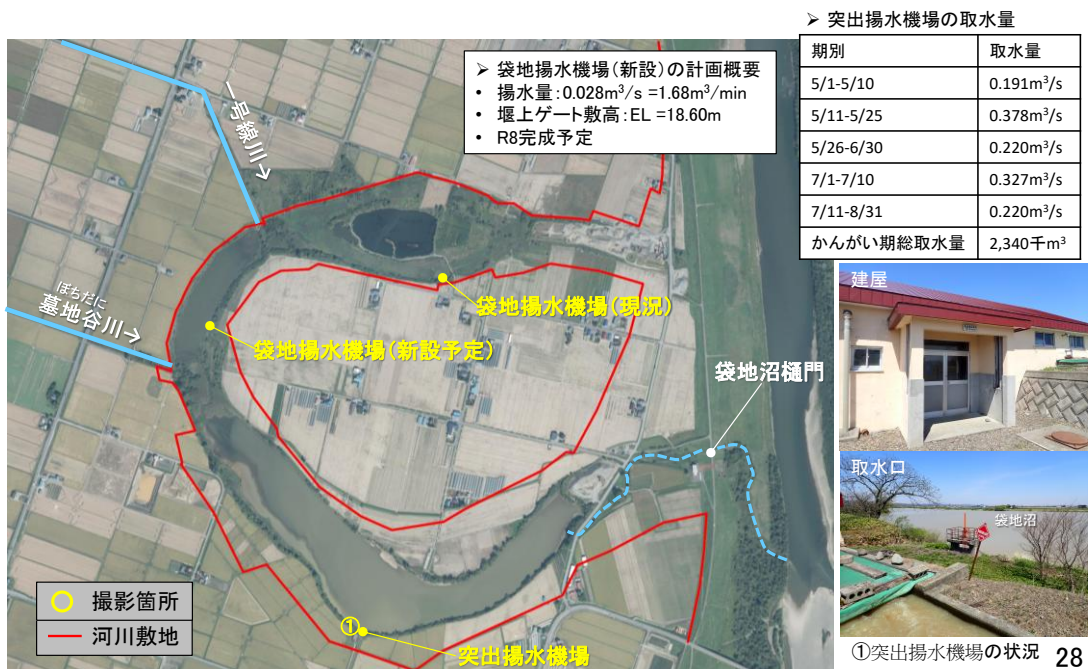 ➢ 突出揚水機場の取水量
期別 取水量
5/1-5/10 0.191m³/s
5/11-5/25 0.378m³/s
5/26-6/30 0.220m³/s
7/1-7/10 0.327m³/s
7/11-8/31 0.220m³/s
かんがい期総取水量 2,340千m³
➢ 袋地揚水機場(新設)の計画概要
• 揚水量:0.028m³/s =1.68m³/min
• 堰上ゲート敷高:EL =18.60m
• R8完成予定
一号線川→
ぼちだに
墓地谷川→
袋地揚水機場(現況)
袋地揚水機場(新設予定)
袋地沼樋門
①
突出揚水機場
撮影箇所
河川敷地
建屋
取水口
袋地沼
①突出揚水機場の状況
28